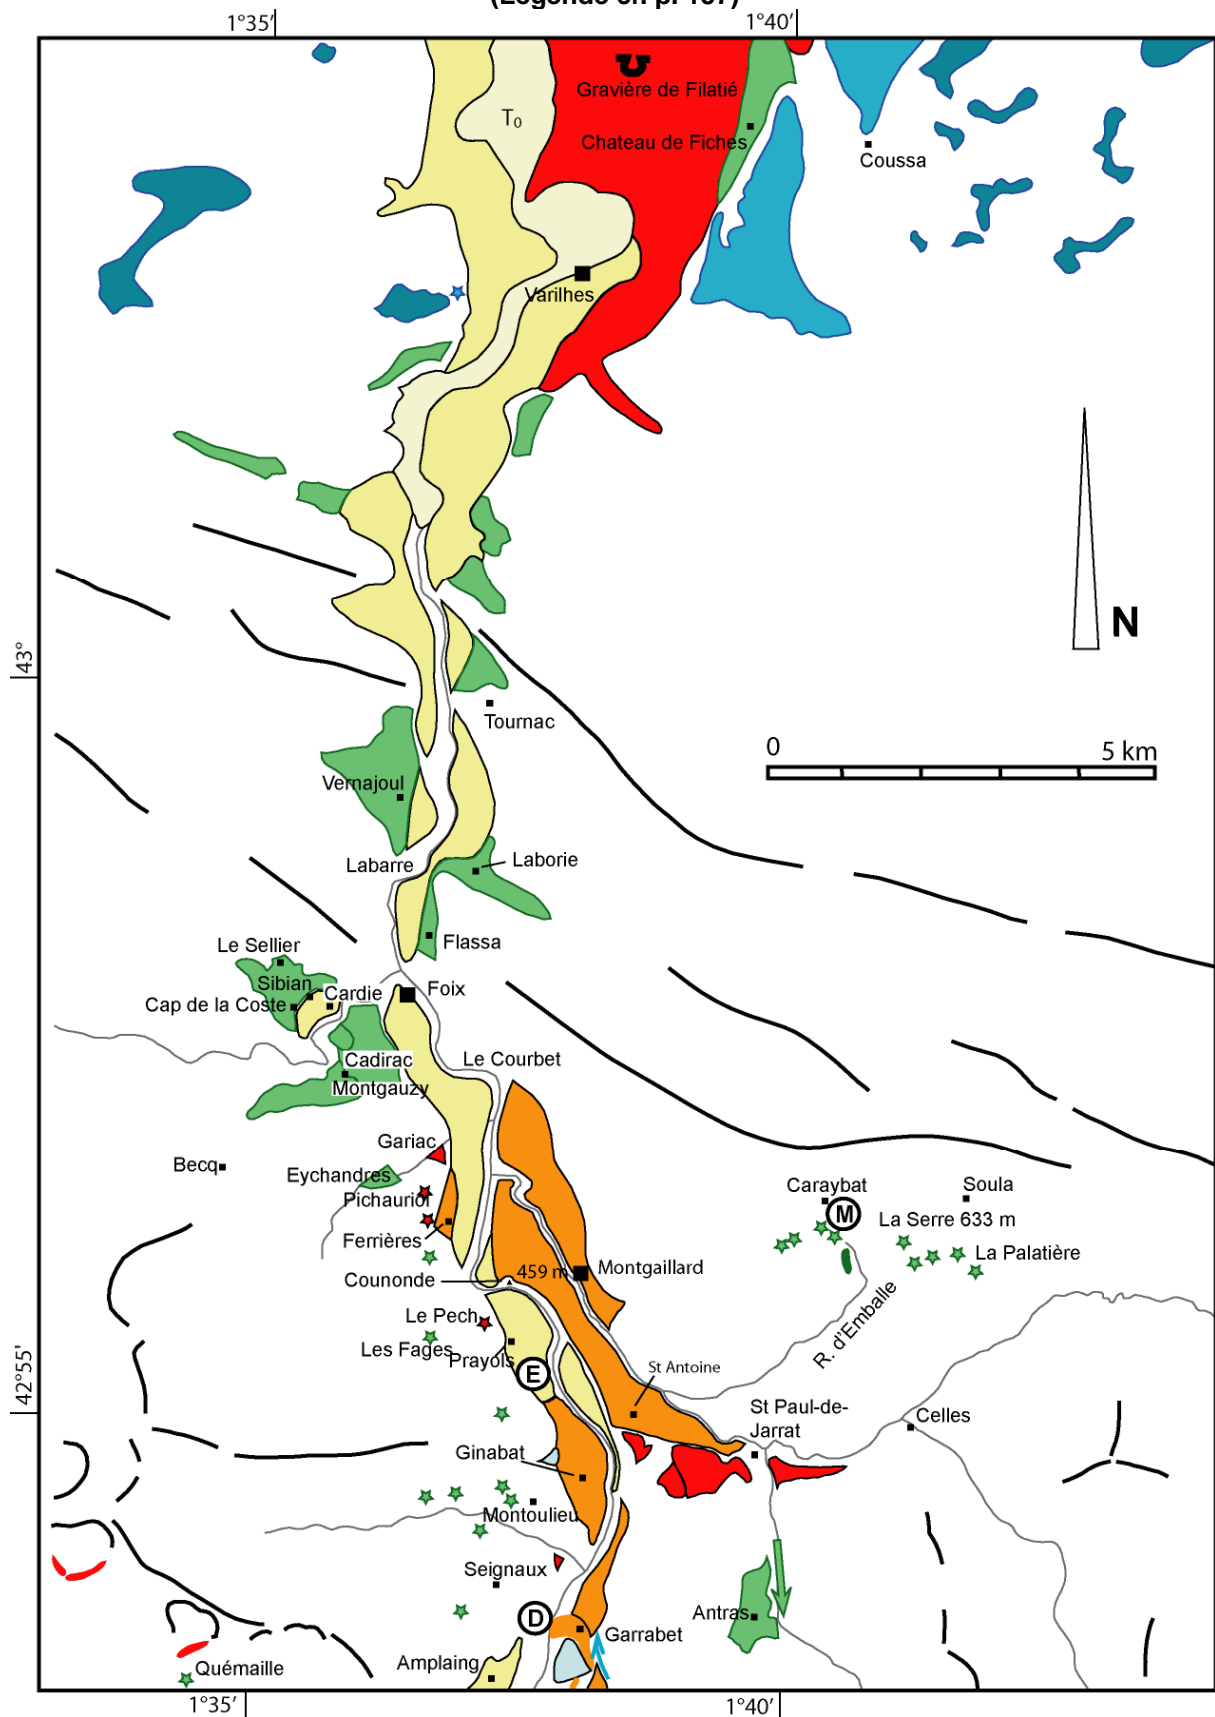 (Légende en p. 167)
1°35'
1°40'
Gravière de Filatié
T₀
Chateau de Fiches
Coussa
Varilhes
N
43°
Tournac
0
5 km
Vernajoul
Labarre
Laborie
Flassa
Le Sellier
Sibian
Cardie
Foix
Cap de la Coste
Cadirac
Le Courbet
Montgauzy
Gariac
Becq
Eychandres
Pichauriol
Caraybat
Soula
M
La Serre 633 m
Ferrières
La Palatière
Counonde
459 m
Montgaillard
Le Pech
R. d'Emballe
Les Fages
Prayols
E
St Antoine
42°55'
St Paul-de-
Jarrat
Celles
Ginabat
Montoulieu
Seignaux
D
Antras
Garrabet
Amplaing
Quémaille
1°35'
1°40'